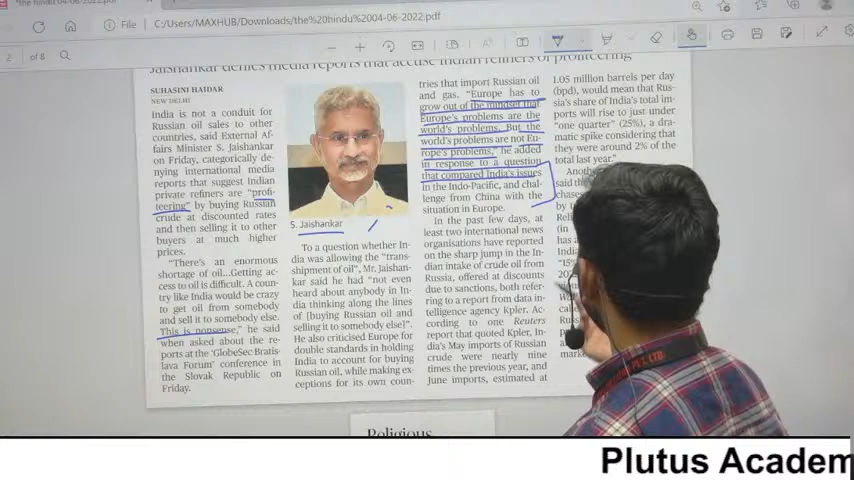 "the hindu 04-06-2022.pdf"
File
C:/Users/MAXHUB/Downloads/the%20hindu%2004-06-2022.pdf
2 of 8
Jaishankar denies media reports that accuse Indian refiners of profiteering
SUHASINI HAIDAR
NEW DELHI
India is not a conduit for
Russian oil sales to other
countries, said External Af-
fairs Minister S. Jaishankar
on Friday, categorically de-
nying international media
reports that suggest Indian
private refiners are "profi-
teering" by buying Russian
crude at discounted rates
and then selling it to other
buyers at much higher
prices.
"There's an enormous
shortage of oil...Getting ac-
cess to oil is difficult. A coun-
try like India would be crazy
to get oil from somebody
and sell it to somebody else.
This is nonsense," he said
when asked about the re-
ports at the 'GlobeSec Bratis-
lava Forum' conference in
the Slovak Republic on
Friday.
S. Jaishankar
To a question whether In-
dia was allowing the "trans-
shipment of oil", Mr. Jaishan-
kar said he had "not even
heard about anybody in In-
dia thinking along the lines
of [buying Russian oil and
selling it to somebody else]".
He also criticised Europe for
double standards in holding
India to account for buying
Russian oil, while making ex-
ceptions for its own coun-
tries that import Russian oil
and gas. "Europe has to
grow out of the mindset that
Europe's problems are the
world's problems. But the
world's problems are not Eu-
rope's problems," he added
in response to a question
that compared India's issues
in the Indo-Pacific, and chal-
lenge from China with the
situation in Europe.
In the past few days, at
least two international news
organisations have reported
on the sharp jump in the In-
dian intake of crude oil from
Russia, offered at discounts
due to sanctions, both refer-
ring to a report from data in-
telligence agency Kpler. Ac-
cording to one Reuters
report that quoted Kpler, In-
dia's May imports of Russian
crude were nearly nine
times the previous year, and
June imports, estimated at
1.05 million barrels per day
(bpd), would mean that Rus-
sia's share of India's total im-
ports will rise to just under
"one quarter" (25%), a dra-
matic spike considering that
they were around 2% of the
total last year."
said the
chase
by t
Reli
(in
has a
"15%
Russ
mark
Religious
PVT. LTD.
Plutus Academ